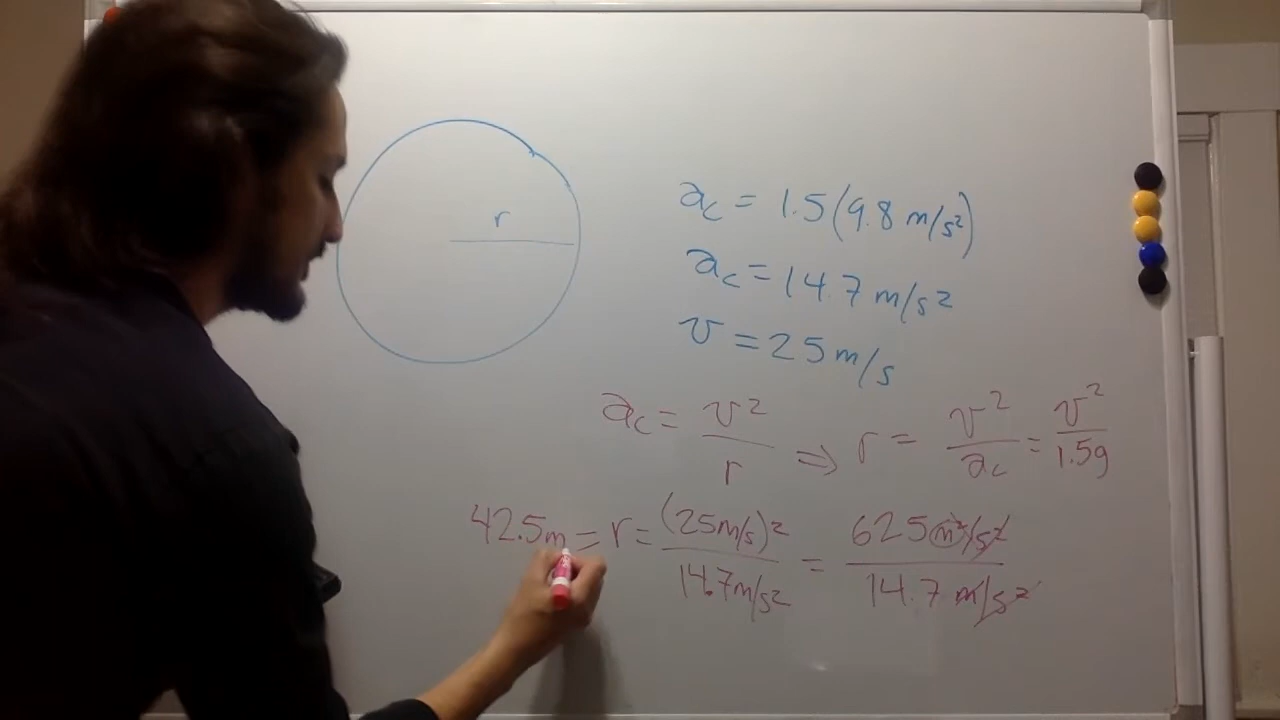 r
a_c = 1.5(9.8 m/s²)
a_c = 14.7 m/s²
v = 25 m/s
a_c = v²/r ⇒ r = v²/a_c = v²/1.5g
42.5m = r = (25m/s)²/14.7m/s² = 625 m²/s²/14.7 m/s²